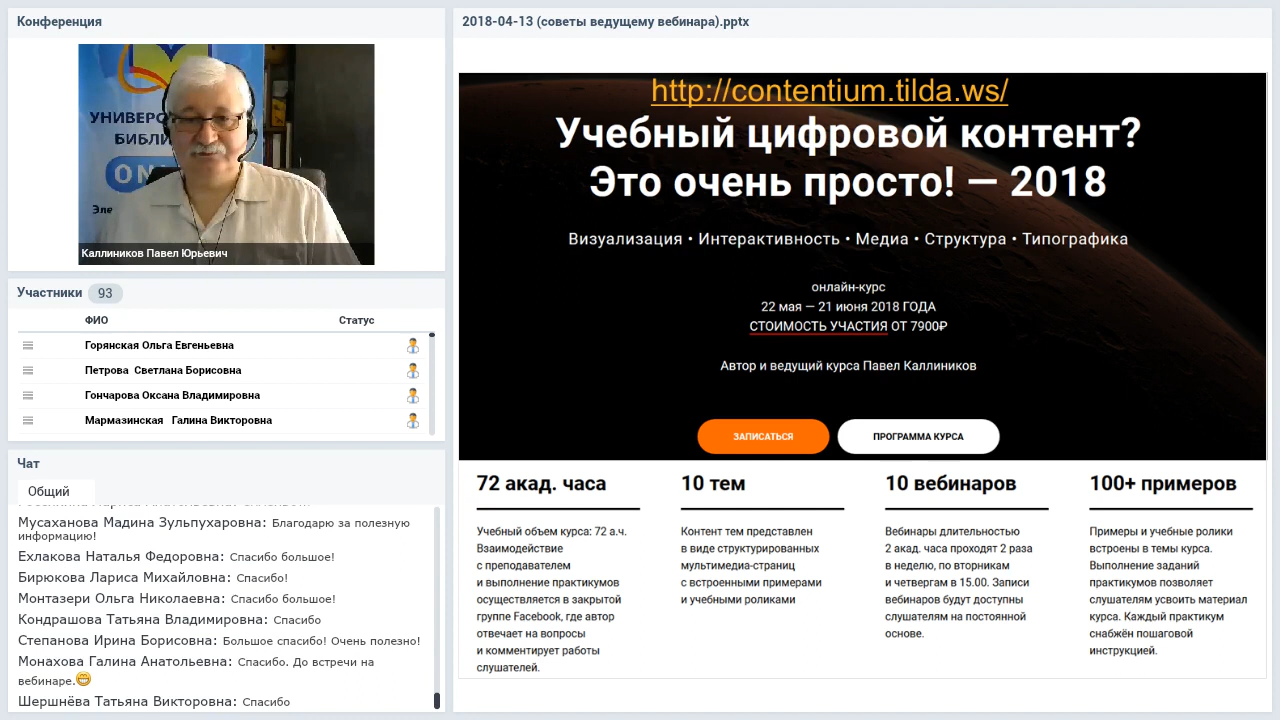 Конференция
УНИВЕРС
БИБЛИ
ON
Эле
Каллиников Павел Юрьевич
Участники 93
ФИО Статус
Горянская Ольга Евгеньевна
Петрова Светлана Борисовна
Гончарова Оксана Владимировна
Мармазинская Галина Викторовна
Чат
Общий
Мусаханова Мадина Зульпухаровна: Благодарю за полезную
информацию!
Ехлакова Наталья Федоровна: Спасибо большое!
Бирюкова Лариса Михайловна: Спасибо!
Монтазери Ольга Николаевна: Спасибо большое!
Кондрашова Татьяна Владимировна: Спасибо
Степанова Ирина Борисовна: Большое спасибо! Очень полезно!
Монахова Галина Анатольевна: Спасибо. До встречи на
вебинаре.😁
Шершнёва Татьяна Викторовна: Спасибо
2018-04-13 (советы ведущему вебинара).pptx
http://contentium.tilda.ws/
Учебный цифровой контент?
Это очень просто! — 2018
Визуализация • Интерактивность • Медиа • Структура • Типографика
онлайн-курс
22 мая — 21 июня 2018 ГОДА
СТОИМОСТЬ УЧАСТИЯ ОТ 7900₽
Автор и ведущий курса Павел Каллиников
ЗАПИСАТЬСЯ
ПРОГРАММА КУРСА
72 акад. часа
Учебный объем курса: 72 а.ч.
Взаимодействие
с преподавателем
и выполнение практикумов
осуществляется в закрытой
группе Facebook, где автор
отвечает на вопросы
и комментирует работы
слушателей.
10 тем
Контент тем представлен
в виде структурированных
мультимедиа-страниц
с встроенными примерами
и учебными роликами
10 вебинаров
Вебинары длительностью
2 акад. часа проходят 2 раза
в неделю, по вторникам
и четвергам в 15.00. Записи
вебинаров будут доступны
слушателям на постоянной
основе.
100+ примеров
Примеры и учебные ролики
встроены в темы курса.
Выполнение заданий
практикумов позволяет
слушателям усвоить материал
курса. Каждый практикум
снабжён пошаговой
инструкцией.